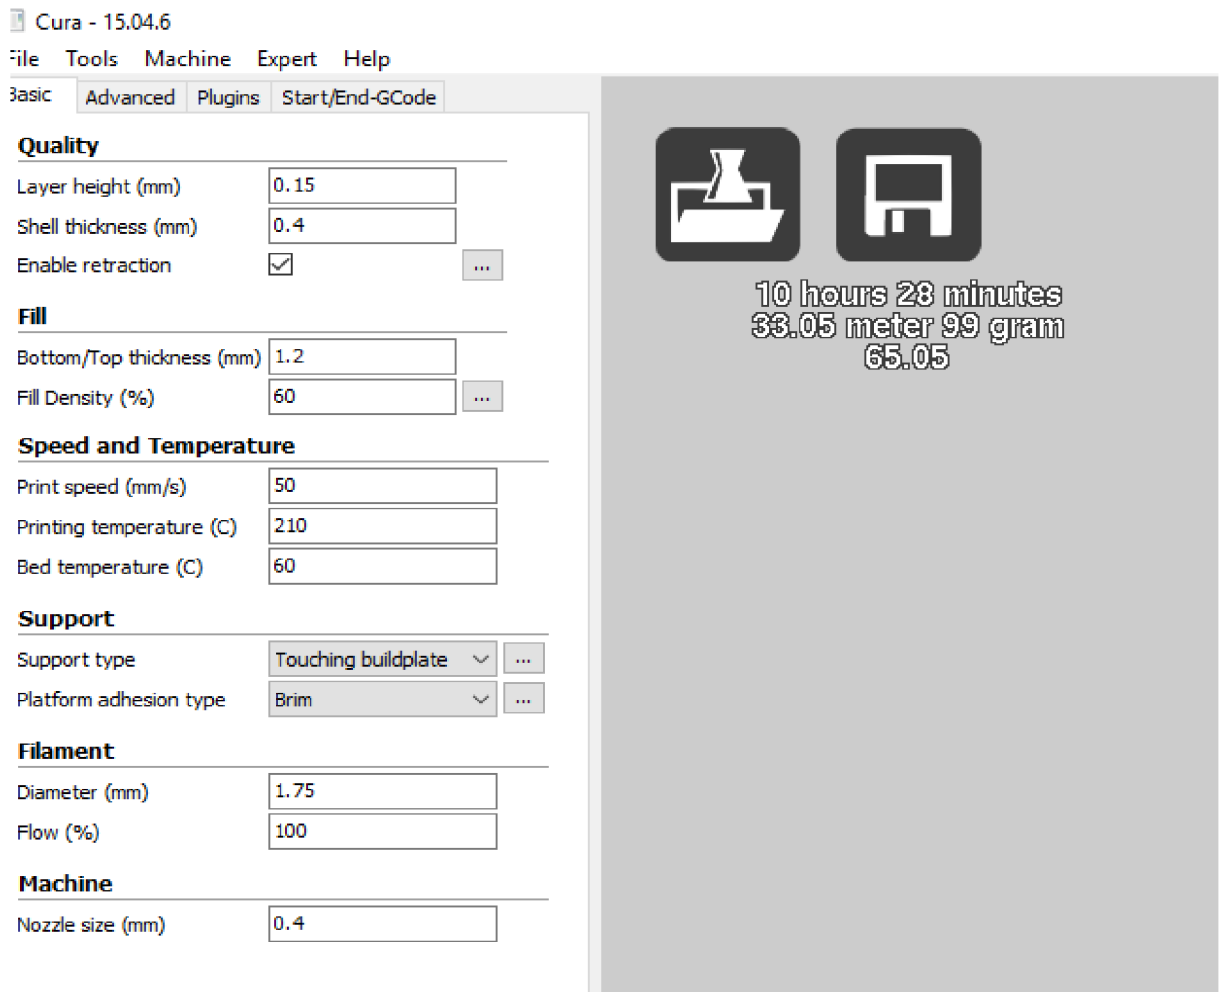 Cura - 15.04.6
File Tools Machine Expert Help
Basic Advanced Plugins Start/End-GCode
Quality
Layer height (mm) 0.15
Shell thickness (mm) 0.4
Enable retraction ...
Fill
Bottom/Top thickness (mm) 1.2
Fill Density (%) 60 ...
Speed and Temperature
Print speed (mm/s) 50
Printing temperature (C) 210
Bed temperature (C) 60
Support
Support type Touching buildplate ...
Platform adhesion type Brim ...
Filament
Diameter (mm) 1.75
Flow (%) 100
Machine
Nozzle size (mm) 0.4
10 hours 28 minutes
33.05 meter 99 gram
65.05